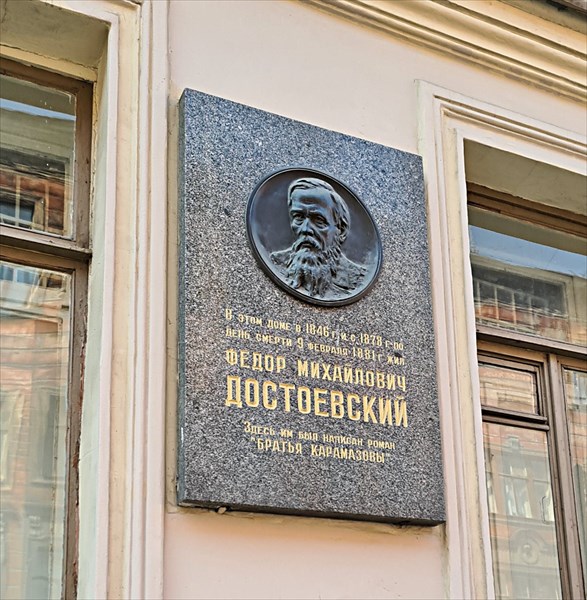 В этом доме в 1846 г. и с 1878 г. по
день смерти 9 февраля 1881 г. жил
ФЕДОР МИХАЙЛОВИЧ
ДОСТОЕВСКИЙ
Здесь им был написан роман
"БРАТЬЯ КАРАМАЗОВЫ"